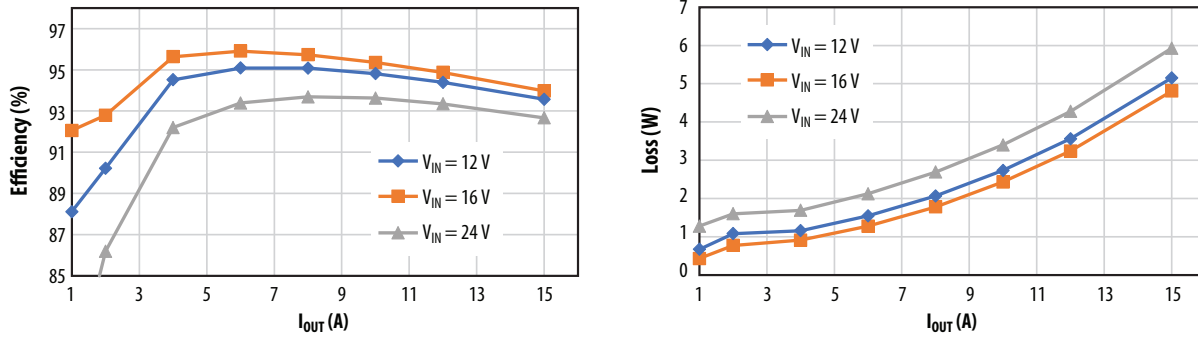 97
95
93
91
89
87
85
Efficiency (%)
V_IN = 12 V
V_IN = 16 V
V_IN = 24 V
1 3 5 7 9 11 13 15
I_OUT (A)
7
6
5
4
3
2
1
0
Loss (W)
V_IN = 12 V
V_IN = 16 V
V_IN = 24 V
1 3 5 7 9 11 13 15
I_OUT (A)